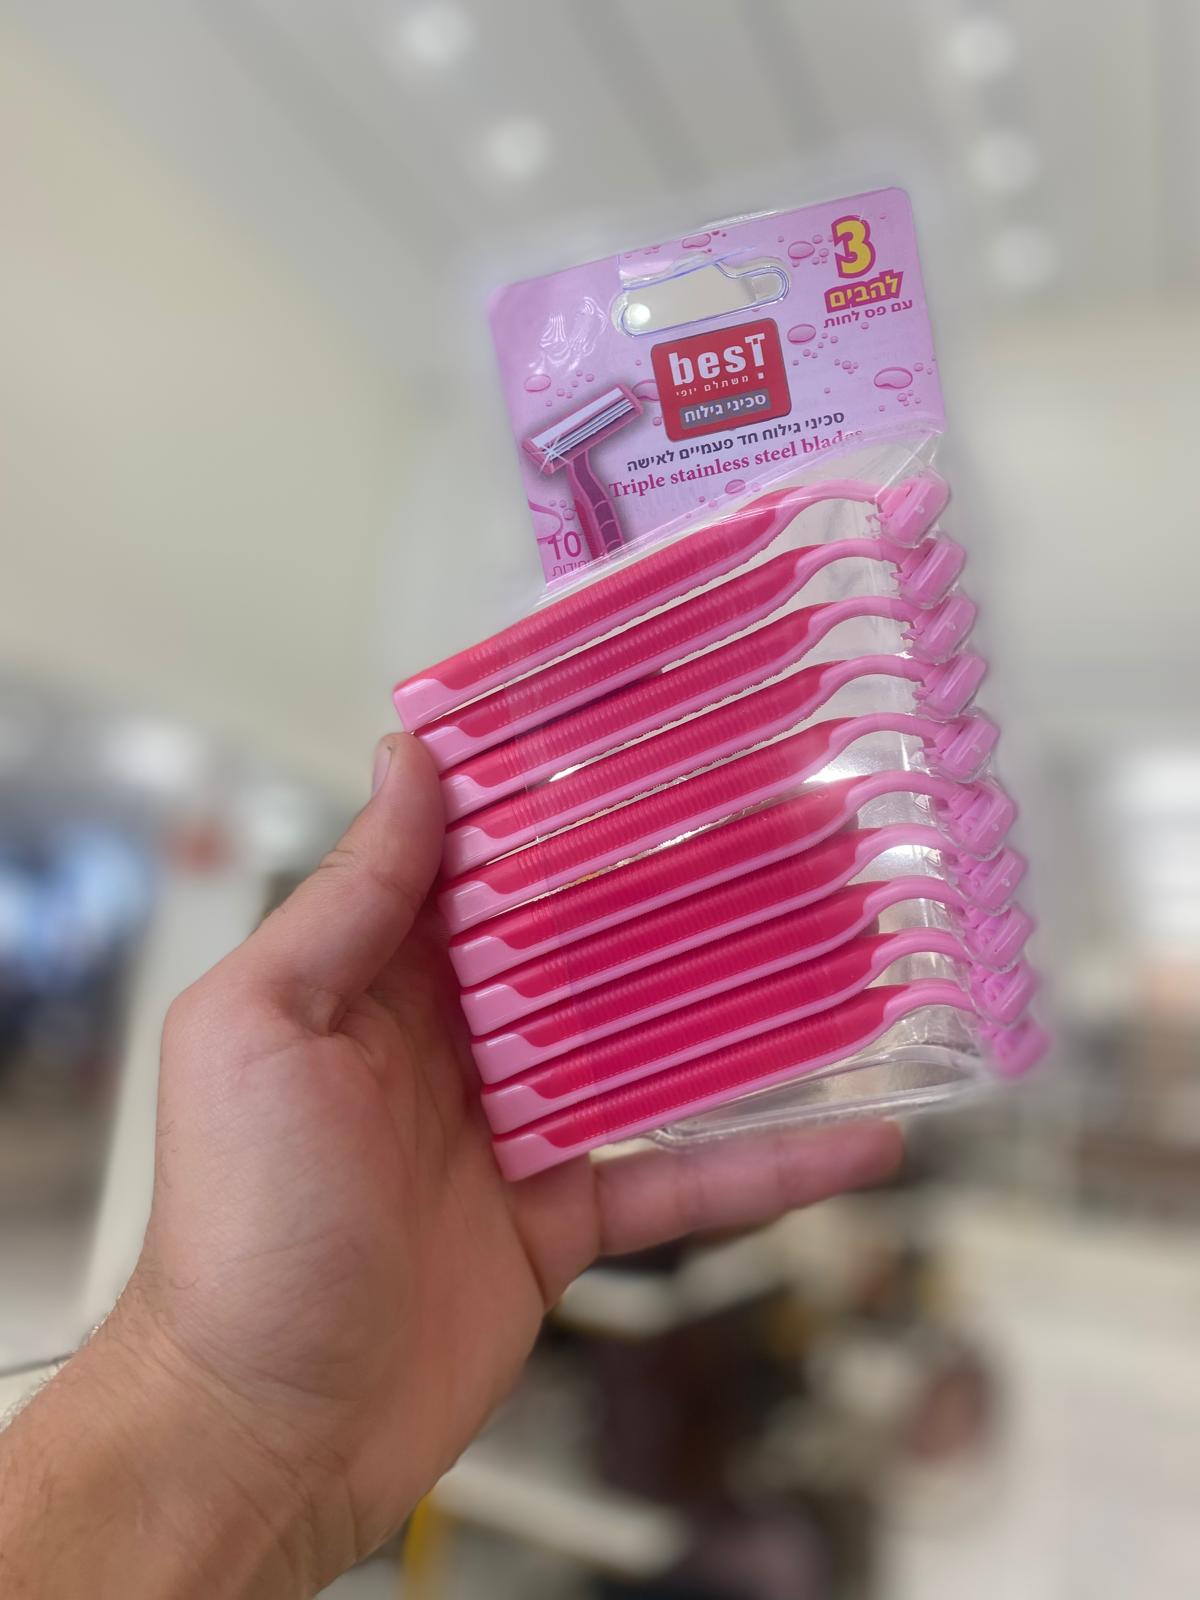 3
להבים
עם פס לחות
besT
משתלם יופי
סכיני גילוח
סכיני גילוח חד פעמיים לאישה
Triple stainless steel blades
10
יחידות